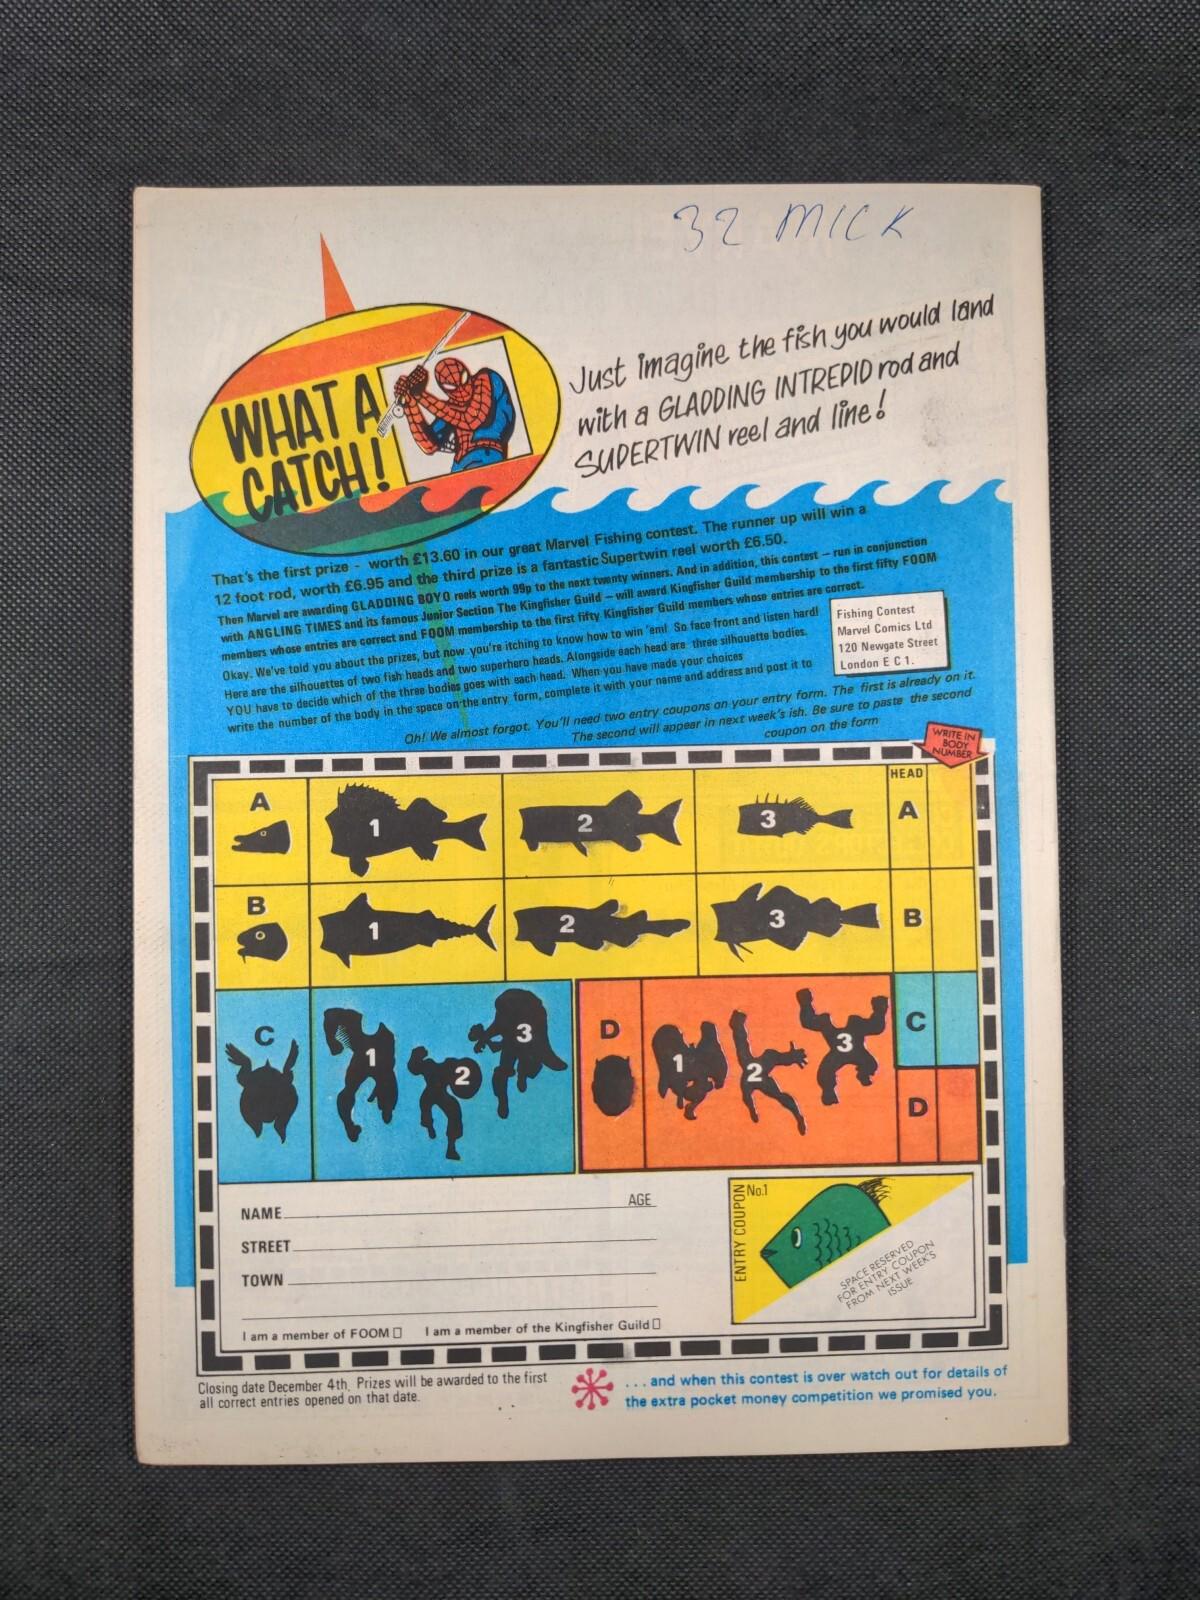 32 MICK
WHAT A
CATCH!
Just imagine the fish you would land
with a GLADDING INTREPID rod and
SUPERTWIN reel and line!
That's the first prize - worth £13.60 in our great Marvel Fishing contest. The runner up will win a
12 foot rod, worth £6.95 and the third prize is a fantastic Supertwin reel worth £6.50.
Then Marvel are awarding GLADDING BOYO reels worth 99p to the next twenty winners. And in addition, this contest – run in conjunction
with ANGLING TIMES and its famous Junior Section The Kingfisher Guild – will award Kingfisher Guild membership to the first fifty FOOM
members whose entries are correct and FOOM membership to the first fifty Kingfisher Guild members whose entries are correct.
Okay. We've told you about the prizes, but now you're itching to know how to win 'em! So face front and listen hard!
Here are the silhouettes of two fish heads and two superhero heads. Alongside each head are three silhouette bodies.
YOU have to decide which of the three bodies goes with each head. When you have made your choices
write the number of the body in the space on the entry form, complete it with your name and address and post it to
Fishing Contest
Marvel Comics Ltd
120 Newgate Street
London E C 1.
Oh! We almost forgot. You'll need two entry coupons on your entry form. The first is already on it.
The second will appear in next week's ish. Be sure to paste the second
coupon on the form
WRITE IN
BODY
NUMBER
HEAD
A 1 2 3 A
B 1 2 3 B
C 1 2 3 D 1 2 3 C
D
NAME AGE
STREET
TOWN
I am a member of FOOM I am a member of the Kingfisher Guild
ENTRY COUPON No.1
SPACE RESERVED
FOR ENTRY COUPON
FROM NEXT WEEK'S
ISSUE
Closing date December 4th. Prizes will be awarded to the first
all correct entries opened on that date.
. . . and when this contest is over watch out for details of
the extra pocket money competition we promised you.